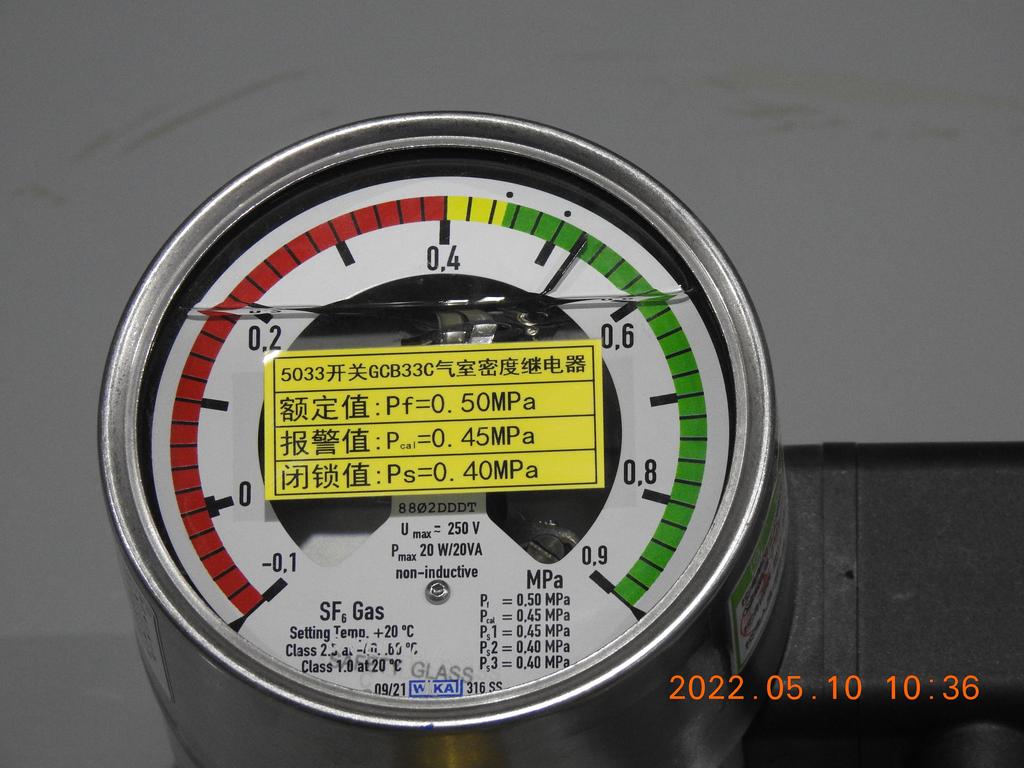 0,4
0,2
0,6
5033开关GCB33C气室密度继电器
额定值:Pf=0.50MPa
报警值:Pcal=0.45MPa
闭锁值:Ps=0.40MPa
0
0,8
8802DDDT
U max = 250 V
Pmax 20 W/20VA
non-inductive
-0,1
0,9
MPa
SF6 Gas
Setting Temp. +20 °C
Class 1.0 at 20 °C
Pf = 0,50 MPa
Pcal = 0,45 MPa
Ps1 = 0,45 MPa
Ps2 = 0,40 MPa
Ps3 = 0,40 MPa
GLASS
09/21 WIKA 316 SS
2022.05.10 10:36